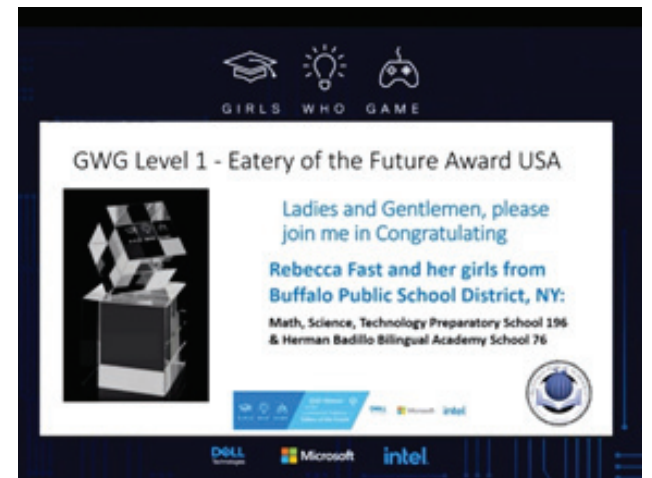 GIRLS WHO GAME
GWG Level 1 - Eatery of the Future Award USA
Ladies and Gentlemen, please
join me in Congratulating
Rebecca Fast and her girls from
Buffalo Public School District, NY:
Math, Science, Technology Preparatory School 196
& Herman Badillo Bilingual Academy School 76
DELL Microsoft intel
DELL
Technologies
Microsoft
intel